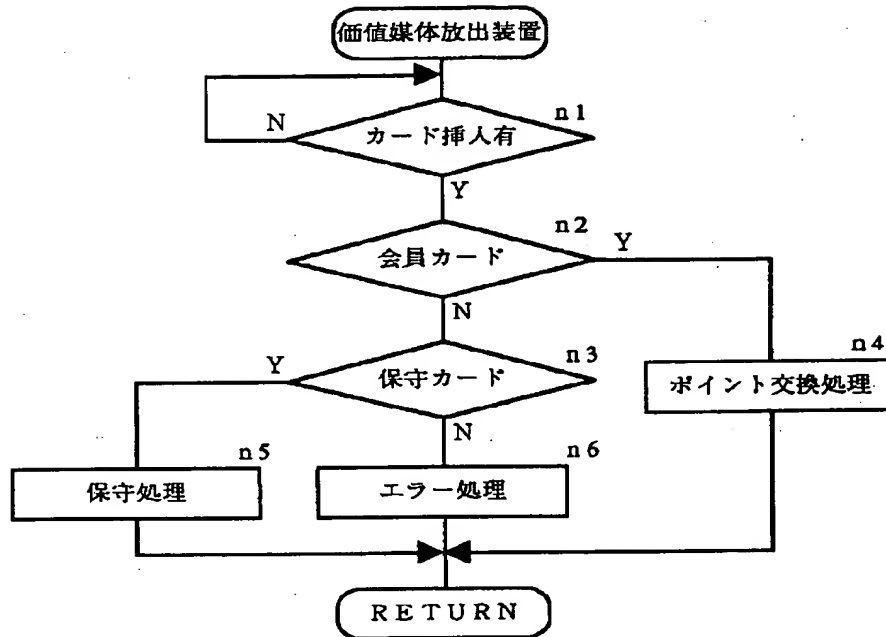 価値媒体放出装置
n1
N
カード挿人有
Y
n2
会員カード
Y
N
n3
Y
保守カード
n4
ポイント交換処理
N
n5
n6
保守処理
エラー処理
RETURN